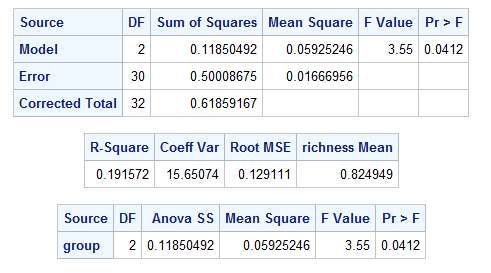 Source DF Sum of Squares Mean Square F Value Pr > F
Model 2 0.11850492 0.05925246 3.55 0.0412
Error 30 0.50008675 0.01666956
Corrected Total 32 0.61859167
R-Square Coeff Var Root MSE richness Mean
0.191572 15.65074 0.129111 0.824949
Source DF Anova SS Mean Square F Value Pr > F
group 2 0.11850492 0.05925246 3.55 0.0412